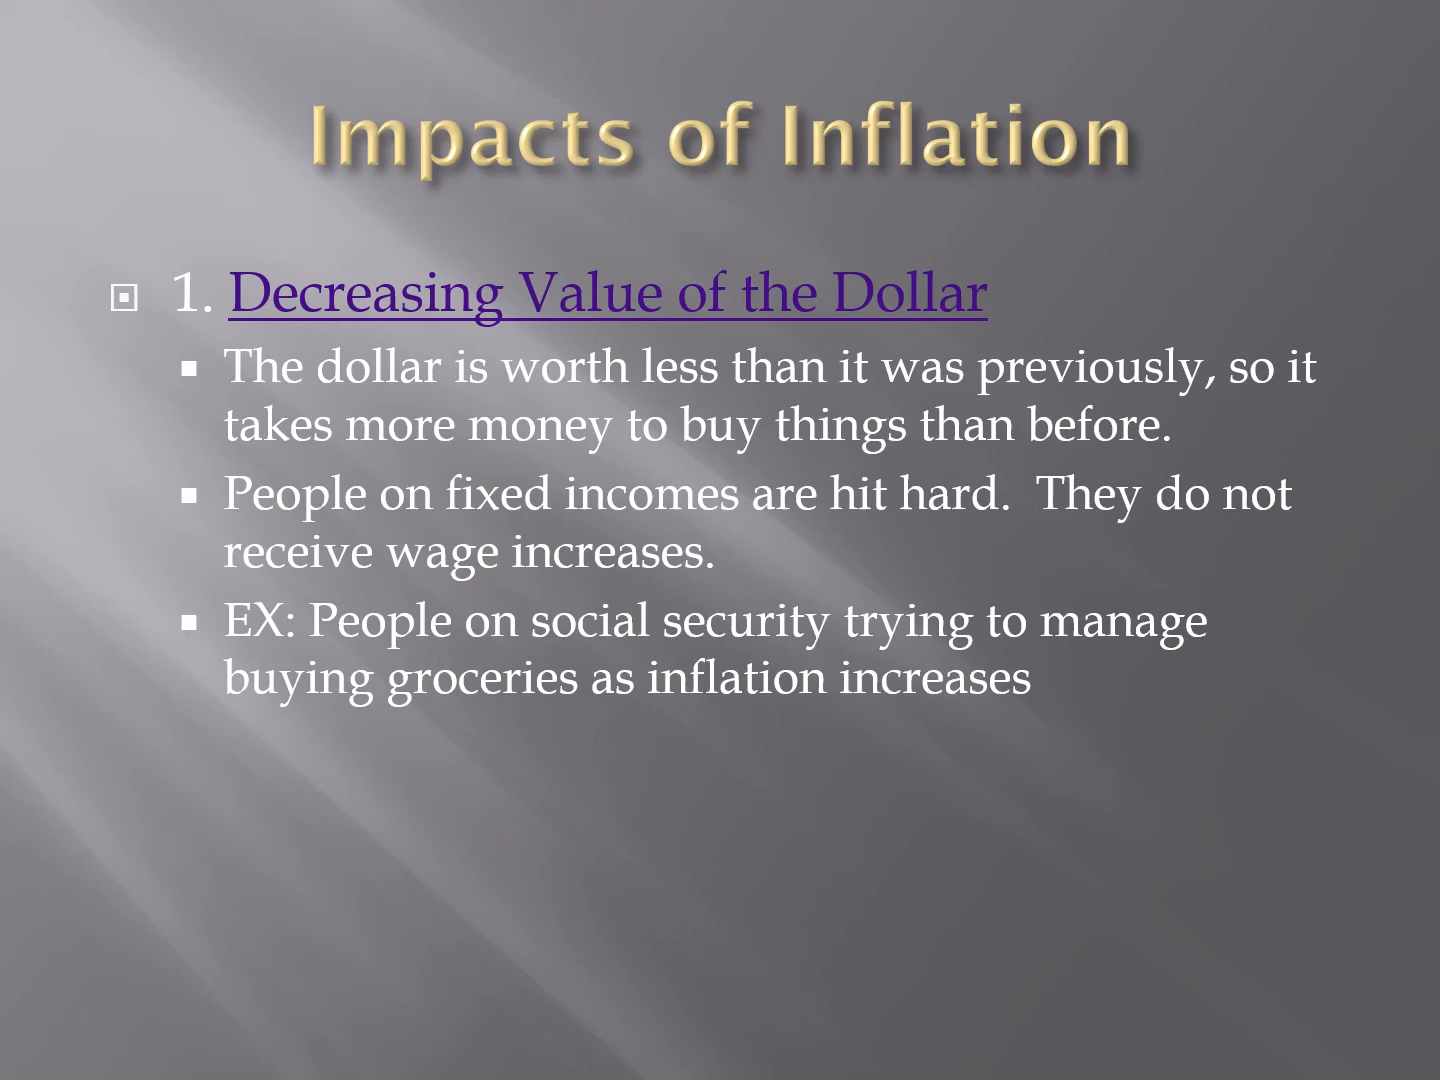 Impacts of Inflation
1. Decreasing Value of the Dollar
The dollar is worth less than it was previously, so it
takes more money to buy things than before.
People on fixed incomes are hit hard.  They do not
receive wage increases.
EX: People on social security trying to manage
buying groceries as inflation increases